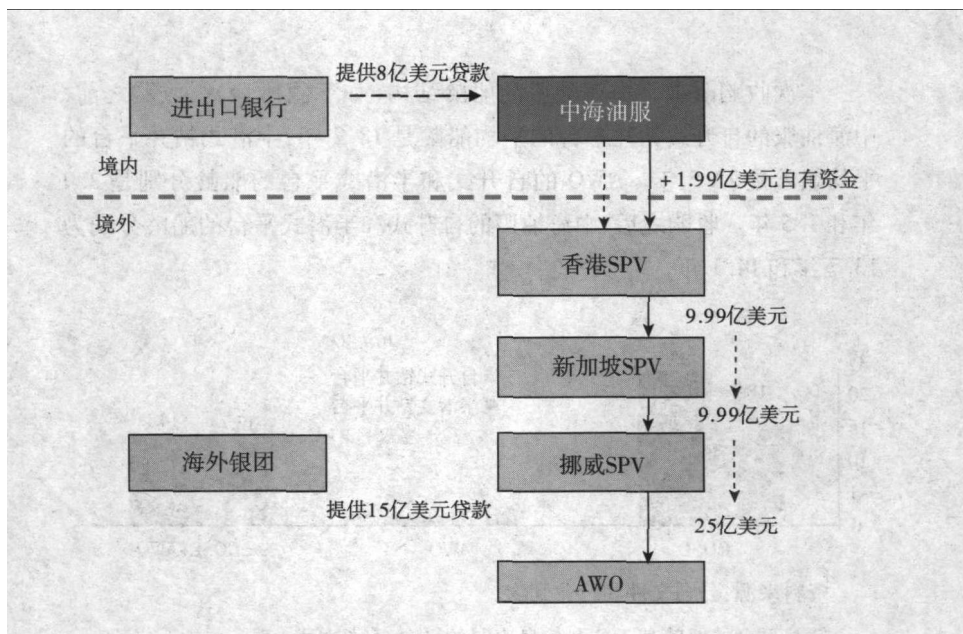 提供8亿美元贷款
进出口银行
中海油服
境内
+1.99亿美元自有资金
境外
香港SPV
9.99亿美元
新加坡SPV
9.99亿美元
海外银团
挪威SPV
提供15亿美元贷款
25亿美元
AWO